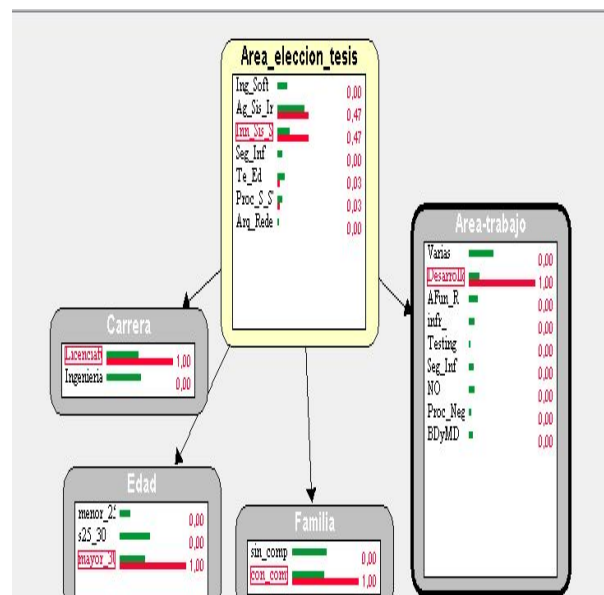 Area_eleccion_tesis
Ing_Soft 0,00
Ag_Sis_Ir 0,47
Inn_Sis_S 0,47
Seg_Inf 0,00
Te_Ed 0,03
Proc_S_S 0,03
Arq_Rede 0,00
Area-trabajo
Varias 0,00
Desarrollo 1,00
AFun_R 0,00
infr_ 0,00
Testing 0,00
Seg_Inf 0,00
NO 0,00
Proc_Neg 0,00
BDyMD 0,00
Carrera
Licenciat 1,00
Ingenieria 0,00
Edad
menor_25 0,00
s25_30 0,00
mayor_30 1,00
Familia
sin_comp 0,00
con_com 1,00